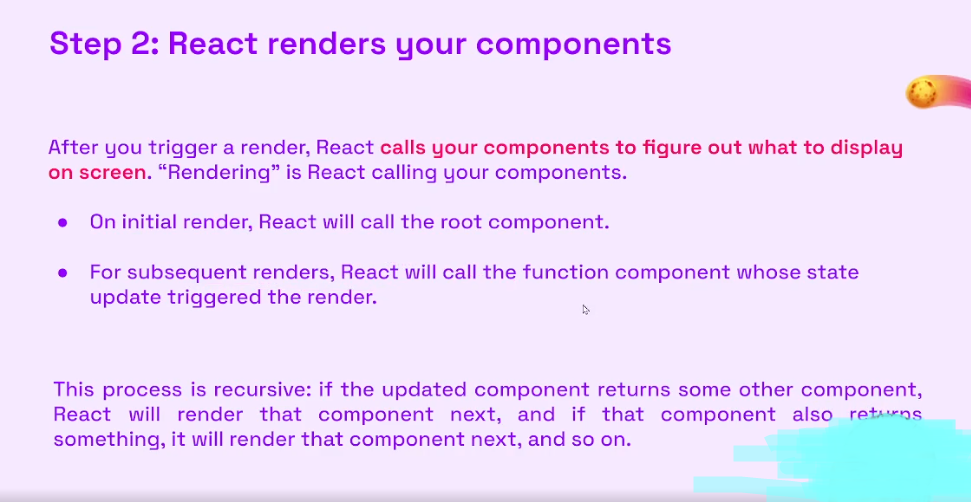 Step 2: React renders your components
After you trigger a render, React calls your components to figure out what to display
on screen. “Rendering” is React calling your components.
● On initial render, React will call the root component.
● For subsequent renders, React will call the function component whose state
update triggered the render.
This process is recursive: if the updated component returns some other component,
React will render that component next, and if that component also returns
something, it will render that component next, and so on.